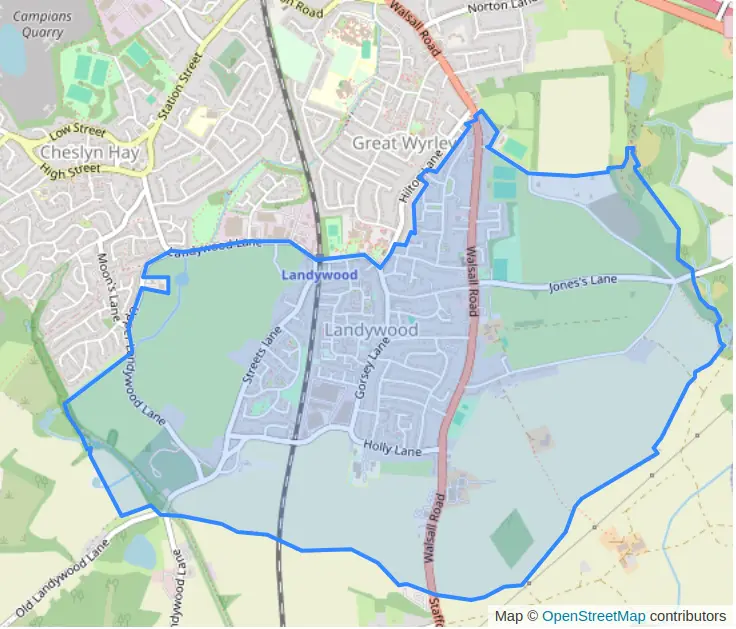 Campians
Quarry
Walsall Road
Norton Lane
Road
Station Street
Low Street
Cheslyn Hay
High Street
Great Wyrley
Hilton Lane
Landywood Lane
Moon's Lane
Landywood
Walsall Road
Jones's Lane
Upper Landywood Lane
Streets Lane
Landywood
Gorsey Lane
Holly Lane
Walsall Road
Old Landywood Lane
Landywood Lane
Staffo
Map © OpenStreetMap contributors